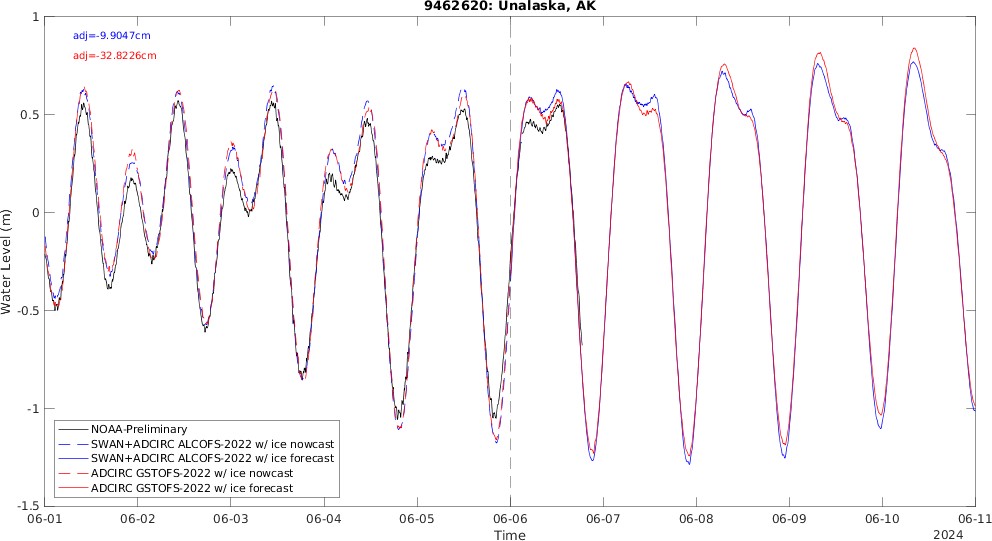 9462620: Unalaska, AK
adj=-9.9047cm
adj=-32.8226cm
Water Level (m)
1
0.5
0
-0.5
-1
-1.5
NOAA-Preliminary
SWAN+ADCIRC ALCOFS-2022 w/ ice nowcast
SWAN+ADCIRC ALCOFS-2022 w/ ice forecast
ADCIRC GSTOFS-2022 w/ ice nowcast
ADCIRC GSTOFS-2022 w/ ice forecast
06-01 06-02 06-03 06-04 06-05 06-06 06-07 06-08 06-09 06-10 06-11
Time
2024